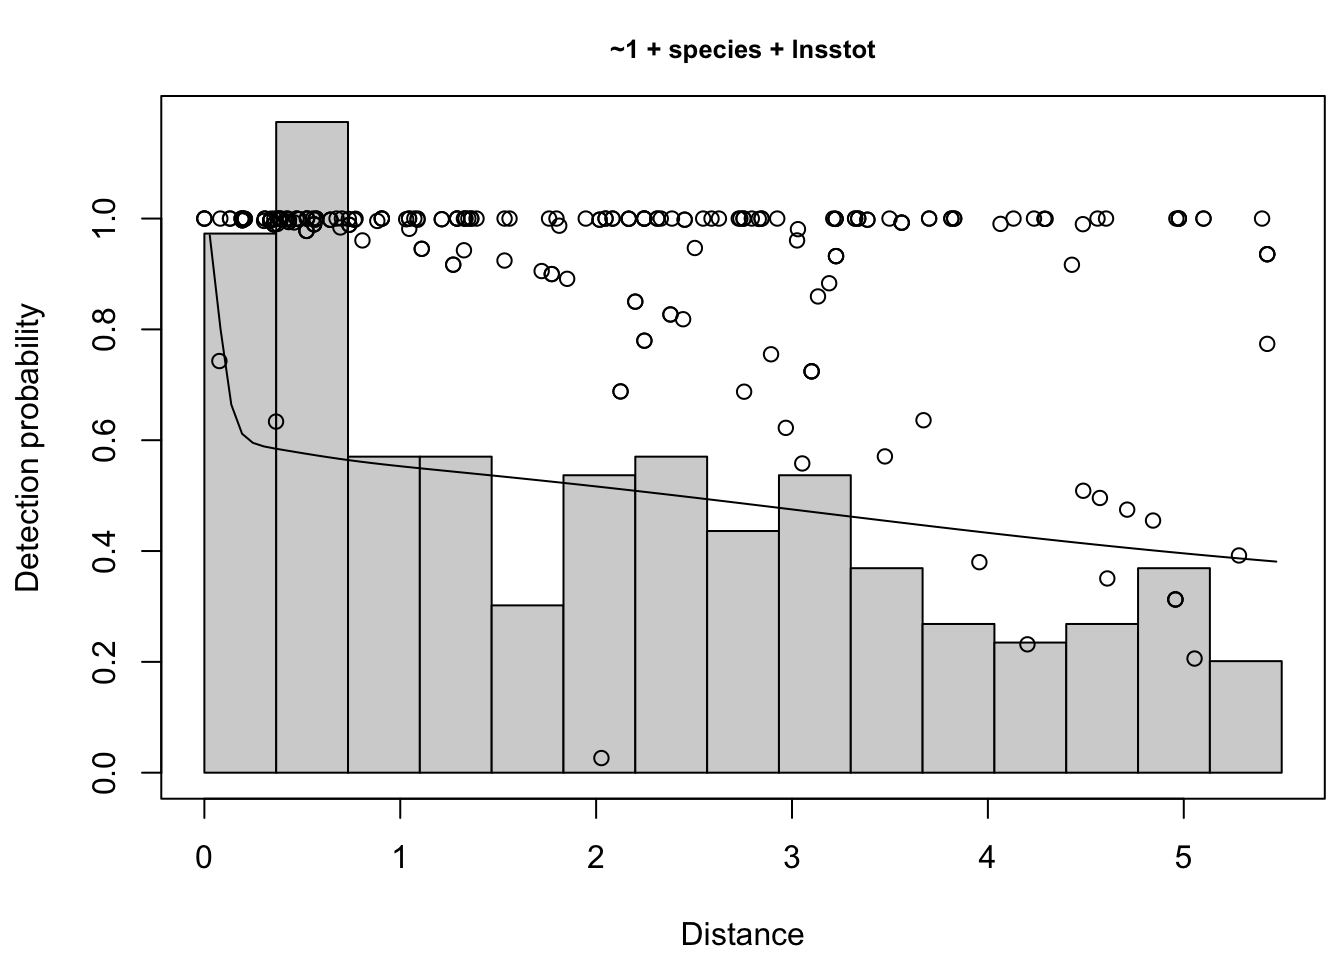 ~1 + species + lnsstot
Detection probability
0.0 0.2 0.4 0.6 0.8 1.0
0 1 2 3 4 5
Distance